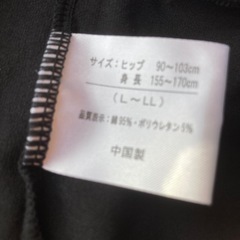 サイズ：ヒップ 90～103cm
身長 155～170cm
（L～LL）
品質表示：綿95%・ポリウレタン5%
中国製